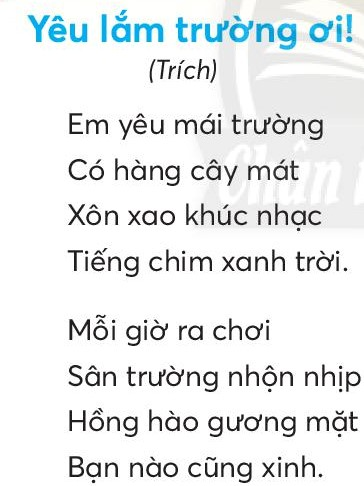 Yêu lắm trường ơi!
(Trích)
Em yêu mái trường
Có hàng cây mát
Xôn xao khúc nhạc
Tiếng chim xanh trời.
Mỗi giờ ra chơi
Sân trường nhộn nhịp
Hồng hào gương mặt
Bạn nào cũng xinh.